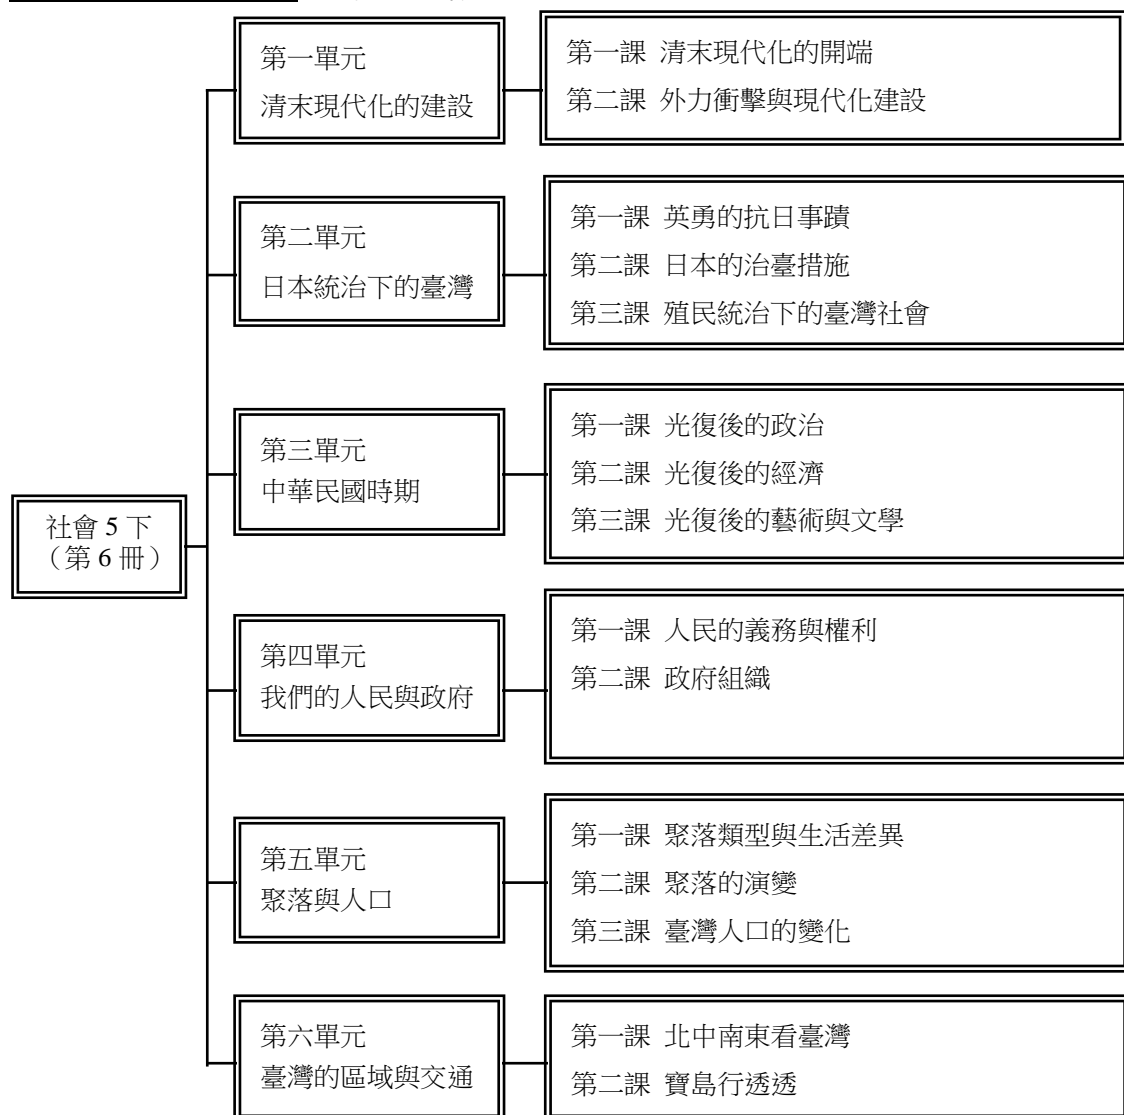 社會 5 下
（第 6 冊）
第一單元
清末現代化的建設
第一課 清末現代化的開端
第二課 外力衝擊與現代化建設
第二單元
日本統治下的臺灣
第一課 英勇的抗日事蹟
第二課 日本的治臺措施
第三課 殖民統治下的臺灣社會
第三單元
中華民國時期
第一課 光復後的政治
第二課 光復後的經濟
第三課 光復後的藝術與文學
第四單元
我們的人民與政府
第一課 人民的義務與權利
第二課 政府組織
第五單元
聚落與人口
第一課 聚落類型與生活差異
第二課 聚落的演變
第三課 臺灣人口的變化
第六單元
臺灣的區域與交通
第一課 北中南東看臺灣
第二課 寶島行透透